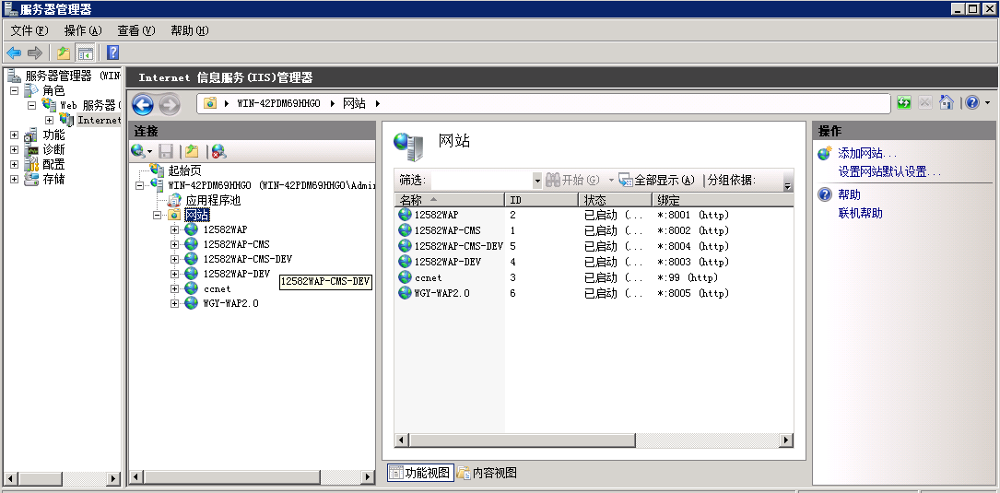 服务器管理器
文件(F) 操作(A) 查看(V) 帮助(H)
服务器管理器 (WIN-
角色
Web 服务器(
Internet
功能
诊断
配置
存储
Internet 信息服务(IIS)管理器
WIN-42PDM69HHGO 网站
连接
起始页
WIN-42PDM69HHGO (WIN-42PDM69HHGO\Admin
应用程序池
网站
12582WAP
12582WAP-CMS
12582WAP-CMS-DEV
12582WAP-DEV
12582WAP-CMS-DEV
ccnet
WGY-WAP2.0
网站
筛选: 开始(G) 全部显示(A) 分组依据:
名称 ID 状态 绑定
12582WAP 2 已启动 (... *:8001 (http)
12582WAP-CMS 1 已启动 (... *:8002 (http)
12582WAP-CMS-DEV 5 已启动 (... *:8004 (http)
12582WAP-DEV 4 已启动 (... *:8003 (http)
ccnet 3 已启动 (... *:99 (http)
WGY-WAP2.0 6 已启动 (... *:8005 (http)
功能视图 内容视图
操作
添加网站...
设置网站默认设置...
帮助
联机帮助